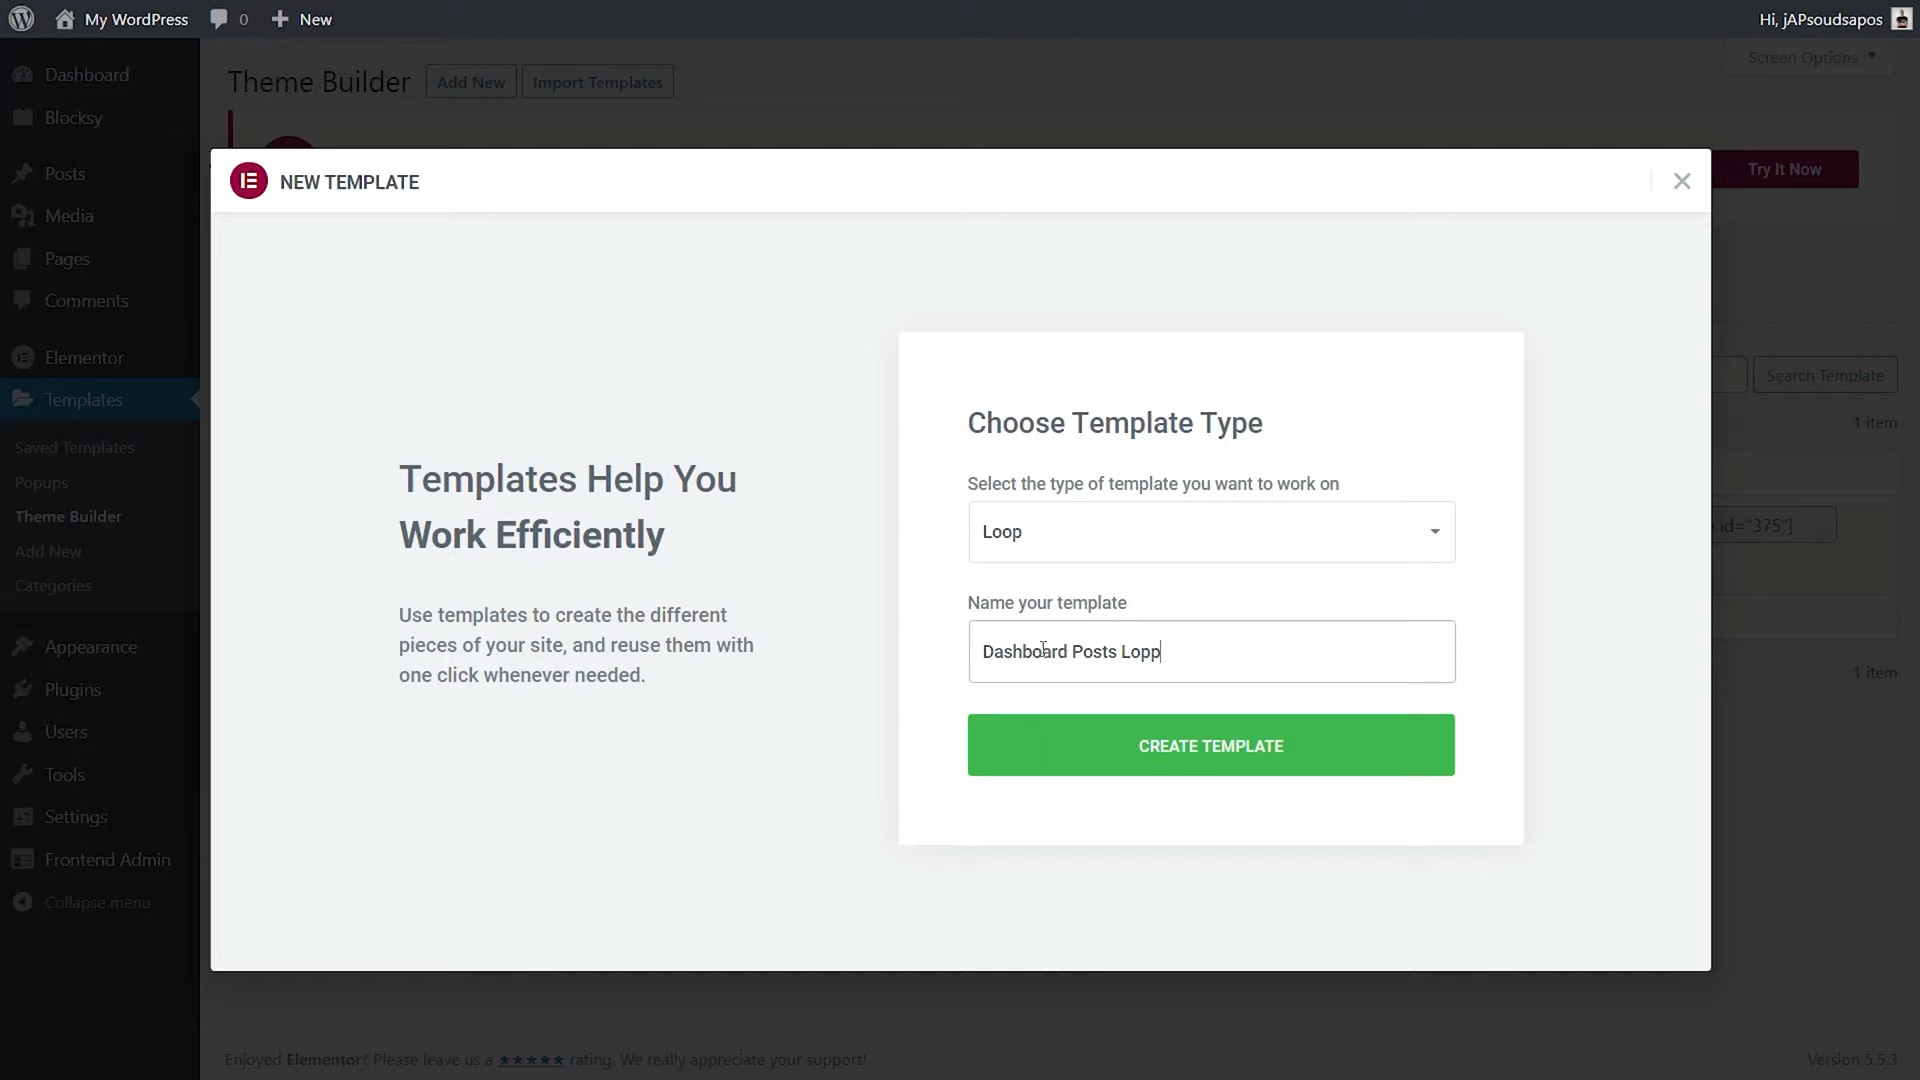 My WordPress 0 New Hi, jAPsoudsapos
Dashboard
Blocksy
Posts
Media
Pages
Comments
Elementor
Templates
Saved Templates
Popups
Theme Builder
Add New
Categories
Appearance
Plugins
Users
Tools
Settings
Frontend Admin
Collapse menu
Theme Builder Add New Import Templates
Screen Options
Try It Now
Search Template
1 item
id="375"]
1 item
NEW TEMPLATE
Templates Help You
Work Efficiently
Use templates to create the different
pieces of your site, and reuse them with
one click whenever needed.
Choose Template Type
Select the type of template you want to work on
Loop
Name your template
Dashboard Posts Lopp
CREATE TEMPLATE
Enjoyed Elementor? Please leave us a ★★★★★ rating. We really appreciate your support!
Version 5.5.3